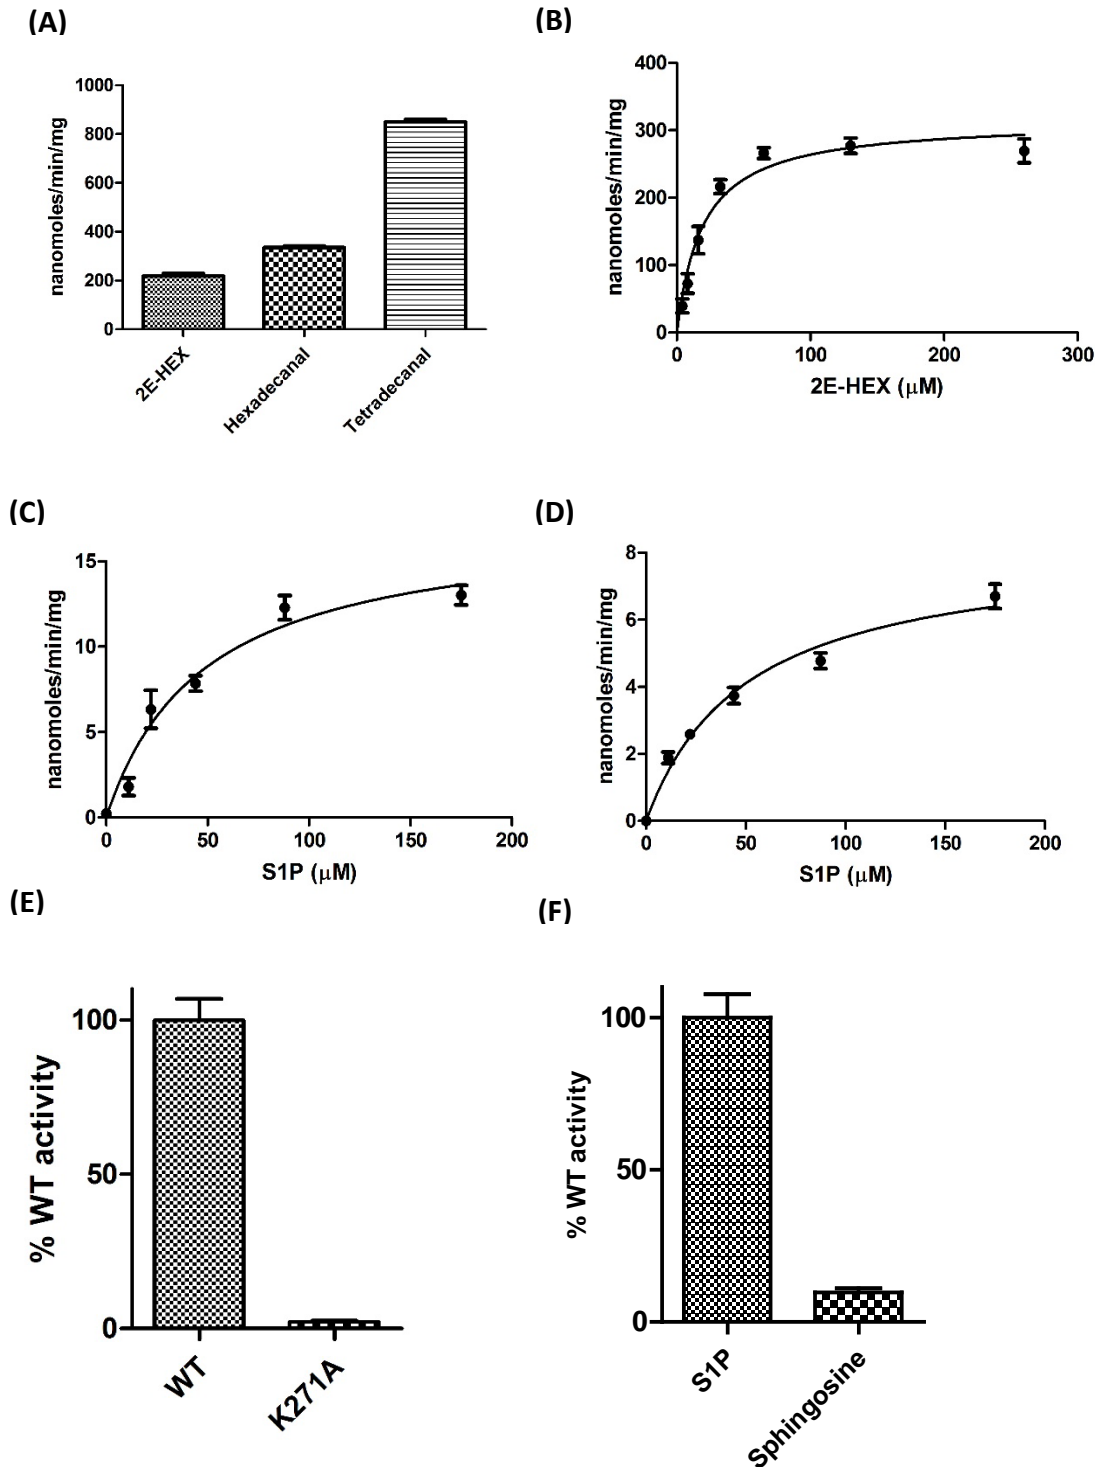 (A)
nanomoles/min/mg
1000
800
600
400
200
0
2E-HEX
Hexadecanal
Tetradecanal
(B)
nanomoles/min/mg
400
300
200
100
0
0 100 200 300
2E-HEX (μM)
(C)
nanomoles/min/mg
15
10
5
0
0 50 100 150 200
S1P (μM)
(D)
nanomoles/min/mg
8
6
4
2
0
0 50 100 150 200
S1P (μM)
(E)
% WT activity
100
50
0
WT
K271A
(F)
% WT activity
100
50
0
S1P
Sphingosine